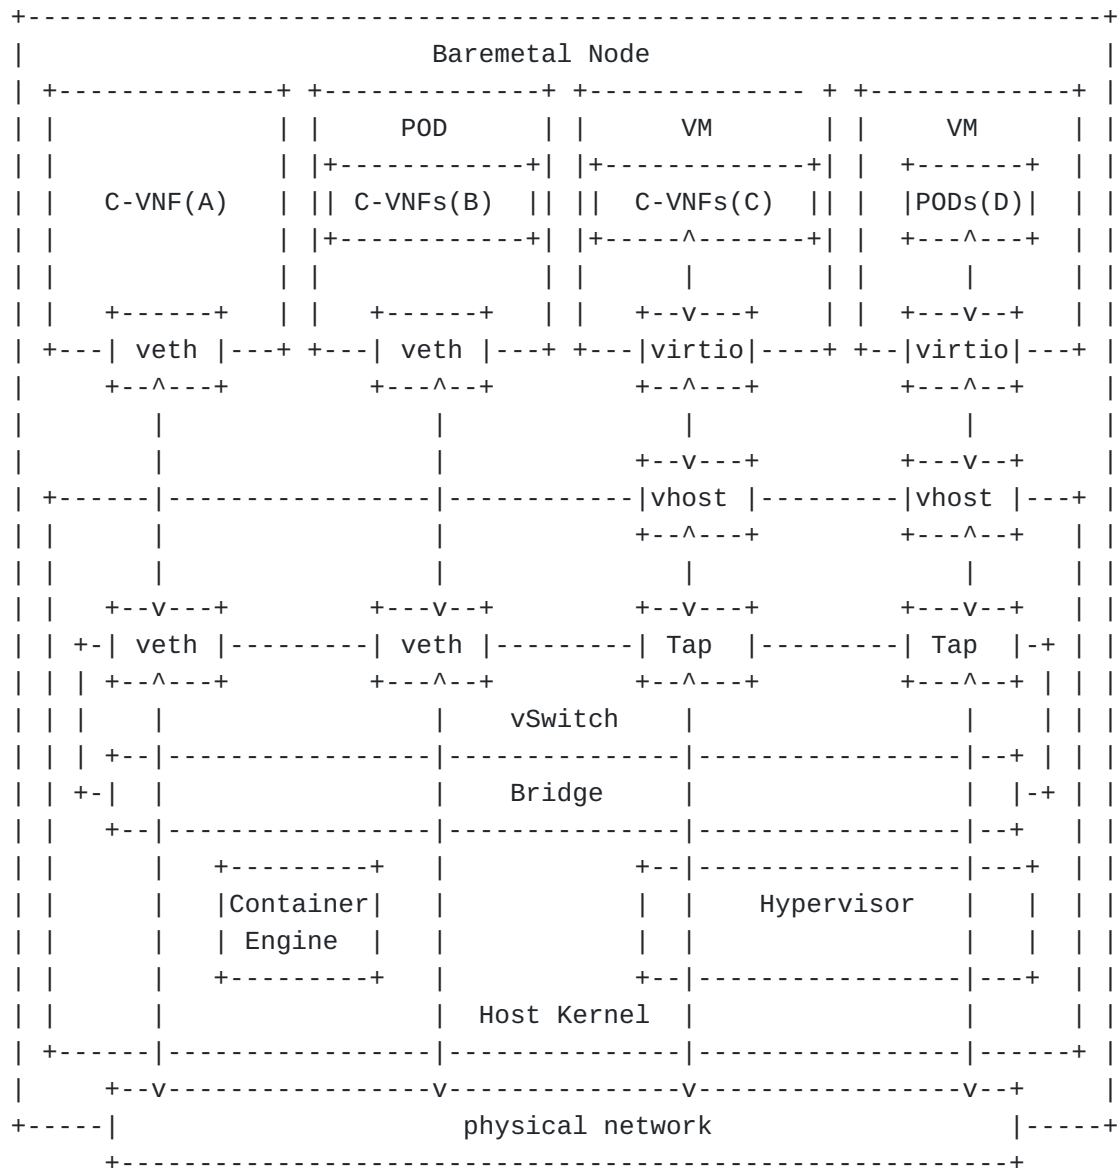 Baremetal Node
POD VM VM
C-VNF(A) C-VNFs(B) C-VNFs(C) PODs(D)
veth veth virtio virtio
vhost vhost
veth veth Tap Tap
vSwitch
Bridge
Container Hypervisor
Engine
Host Kernel
physical network